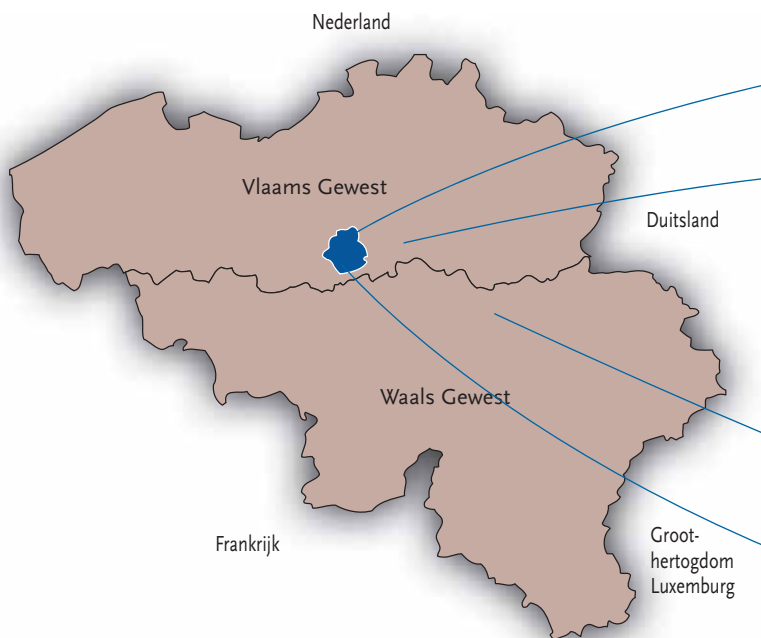 Nederland
Vlaams Gewest
Duitsland
Waals Gewest
Frankrijk
Groot-
hertogdom
Luxemburg